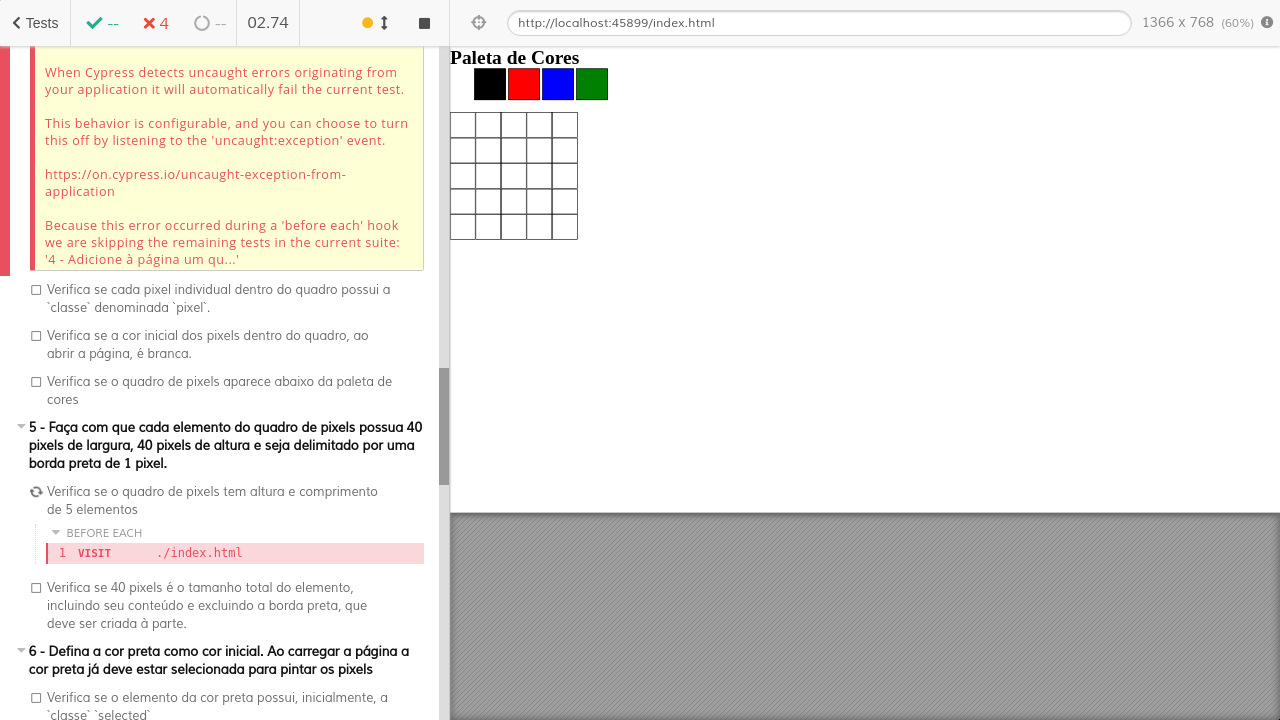 Tests
--
4
--
02.74
http://localhost:45899/index.html
1366 x 768 (60%)
When Cypress detects uncaught errors originating from
your application it will automatically fail the current test.
This behavior is configurable, and you can choose to turn
this off by listening to the 'uncaught:exception' event.
https://on.cypress.io/uncaught-exception-from-
application
Because this error occurred during a 'before each' hook
we are skipping the remaining tests in the current suite:
'4 - Adicione à página um qu...'
Verifica se cada pixel individual dentro do quadro possui a
`classe` denominada `pixel`.
Verifica se a cor inicial dos pixels dentro do quadro, ao
abrir a página, é branca.
Verifica se o quadro de pixels aparece abaixo da paleta de
cores
5 - Faça com que cada elemento do quadro de pixels possua 40
pixels de largura, 40 pixels de altura e seja delimitado por uma
borda preta de 1 pixel.
Verifica se o quadro de pixels tem altura e comprimento
de 5 elementos
BEFORE EACH
1 VISIT ./index.html
Verifica se 40 pixels é o tamanho total do elemento,
incluindo seu conteúdo e excluindo a borda preta, que
deve ser criada à parte.
6 - Defina a cor preta como cor inicial. Ao carregar a página a
cor preta já deve estar selecionada para pintar os pixels
Verifica se o elemento da cor preta possui, inicialmente, a
`classe` `selected`
Paleta de Cores